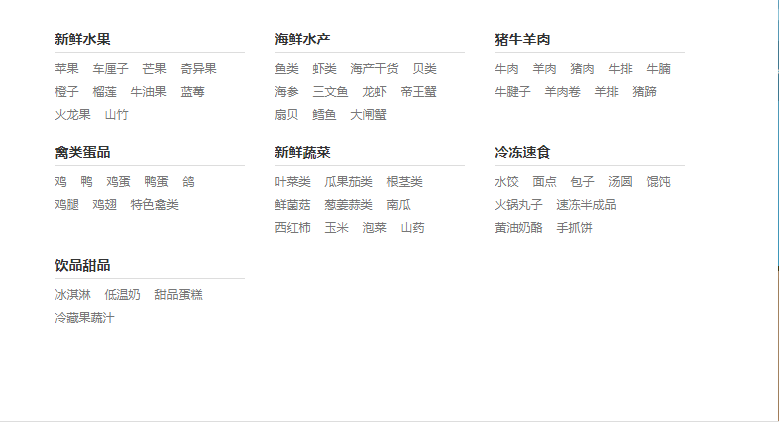 新鲜水果
苹果 车厘子 芒果 奇异果
橙子 榴莲 牛油果 蓝莓
火龙果 山竹
海鲜水产
鱼类 虾类 海产干货 贝类
海参 三文鱼 龙虾 帝王蟹
扇贝 鳕鱼 大闸蟹
猪牛羊肉
牛肉 羊肉 猪肉 牛排 牛腩
牛腱子 羊肉卷 羊排 猪蹄
禽类蛋品
鸡 鸭 鸡蛋 鸭蛋 鸽
鸡腿 鸡翅 特色禽类
新鲜蔬菜
叶菜类 瓜果茄类 根茎类
鲜菌菇 葱姜蒜类 南瓜
西红柿 玉米 泡菜 山药
冷冻速食
水饺 面点 包子 汤圆 馄饨
火锅丸子 速冻半成品
黄油奶酪 手抓饼
饮品甜品
冰淇淋 低温奶 甜品蛋糕
冷藏果蔬汁